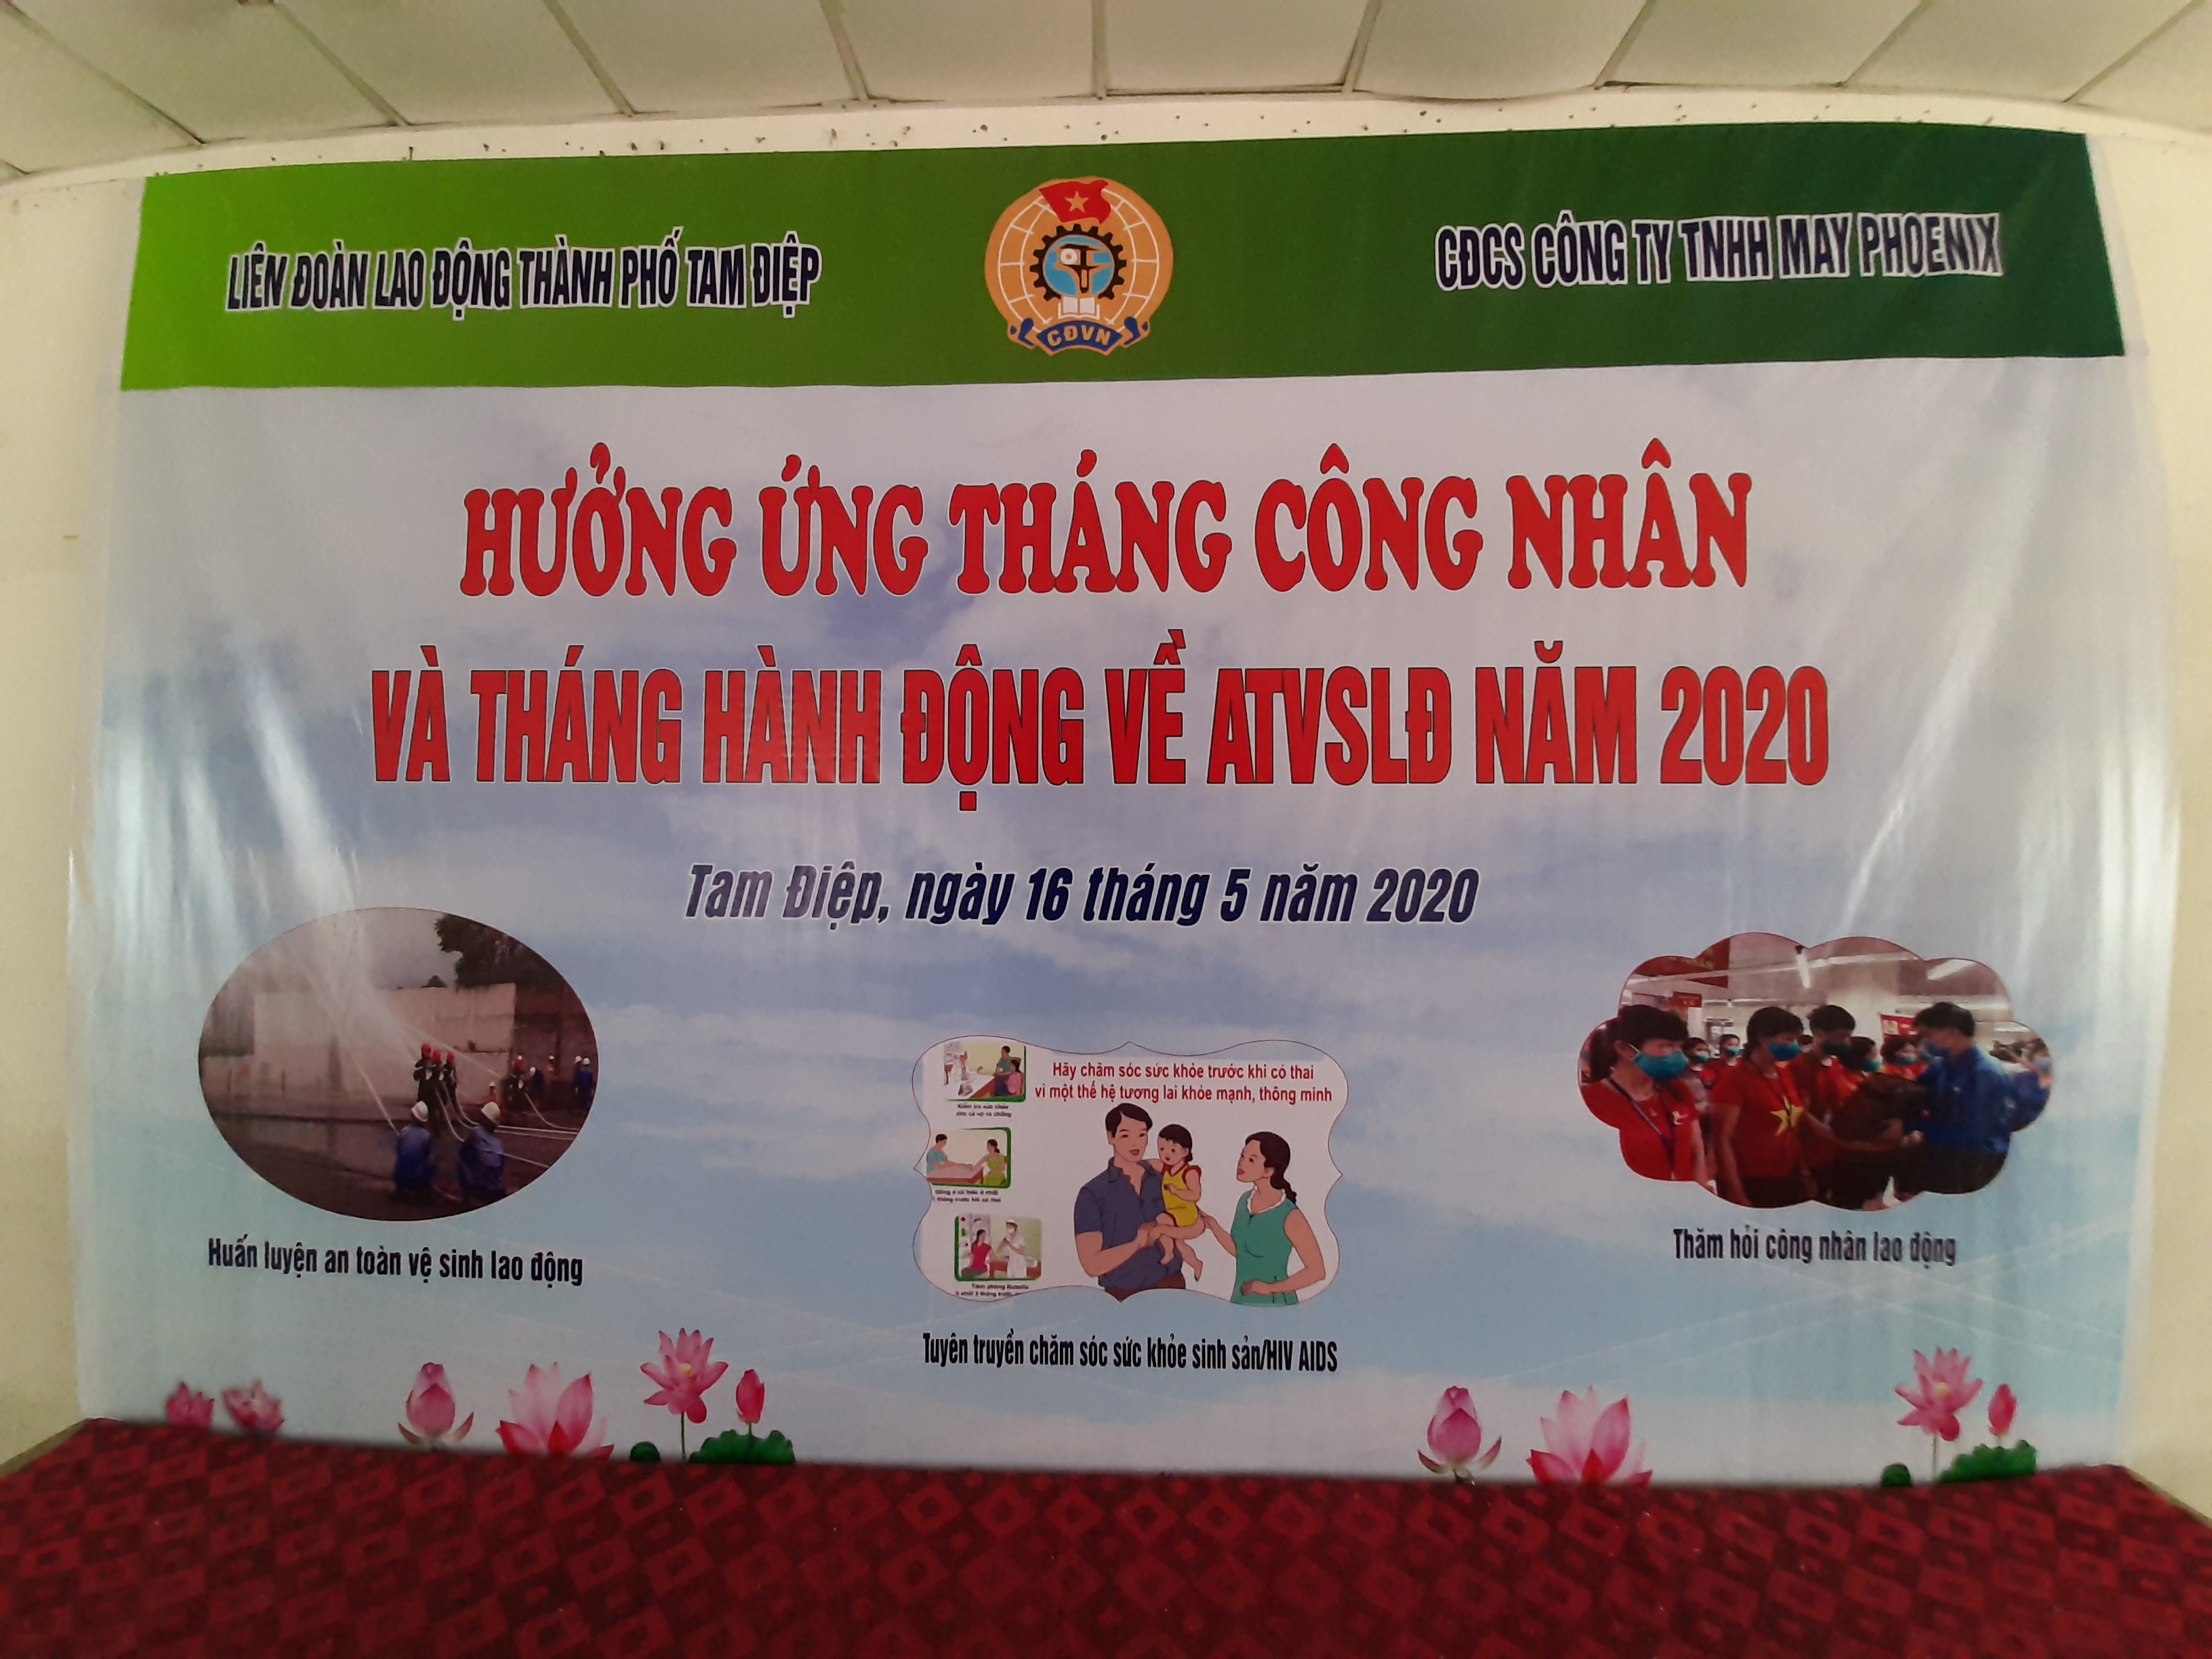 LIÊN ĐOÀN LAO ĐỘNG THÀNH PHỐ TAM ĐIỆP
CĐVN
CĐCS CÔNG TY TNHH MAY PHOENIX
HƯỞNG ỨNG THÁNG CÔNG NHÂN
VÀ THÁNG HÀNH ĐỘNG VỀ ATVSLĐ NĂM 2020
Tam Điệp, ngày 16 tháng 5 năm 2020
Hãy chăm sóc sức khỏe trước khi có thai
vì một thế hệ tương lai khỏe mạnh, thông minh
Huấn luyện an toàn vệ sinh lao động
Tuyên truyền chăm sóc sức khỏe sinh sản/HIV AIDS
Thăm hỏi công nhân lao động